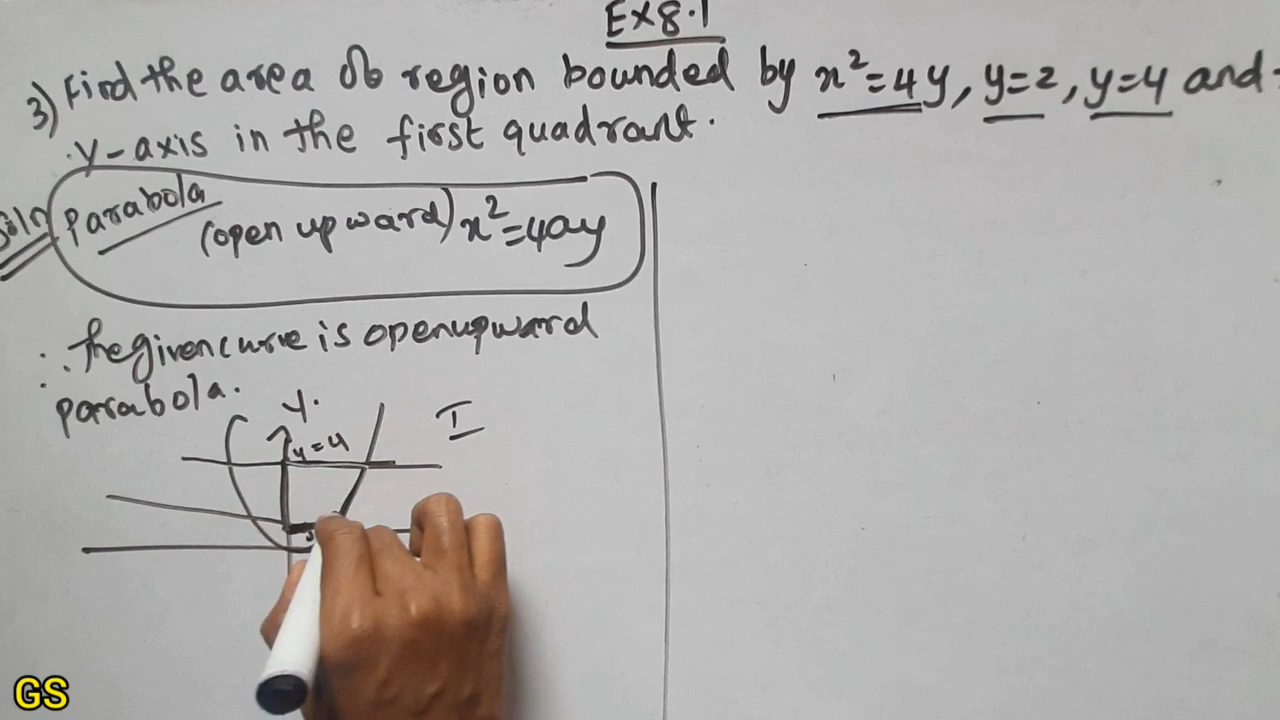 Ex 8.1
3) Find the area of region bounded by x²=4y, y=2, y=4 and
y-axis in the first quadrant.
Soln
Parabola
(open upward) x²=4ay
∴ The given curve is open upward
parabola.
Y
I
y=4
GS